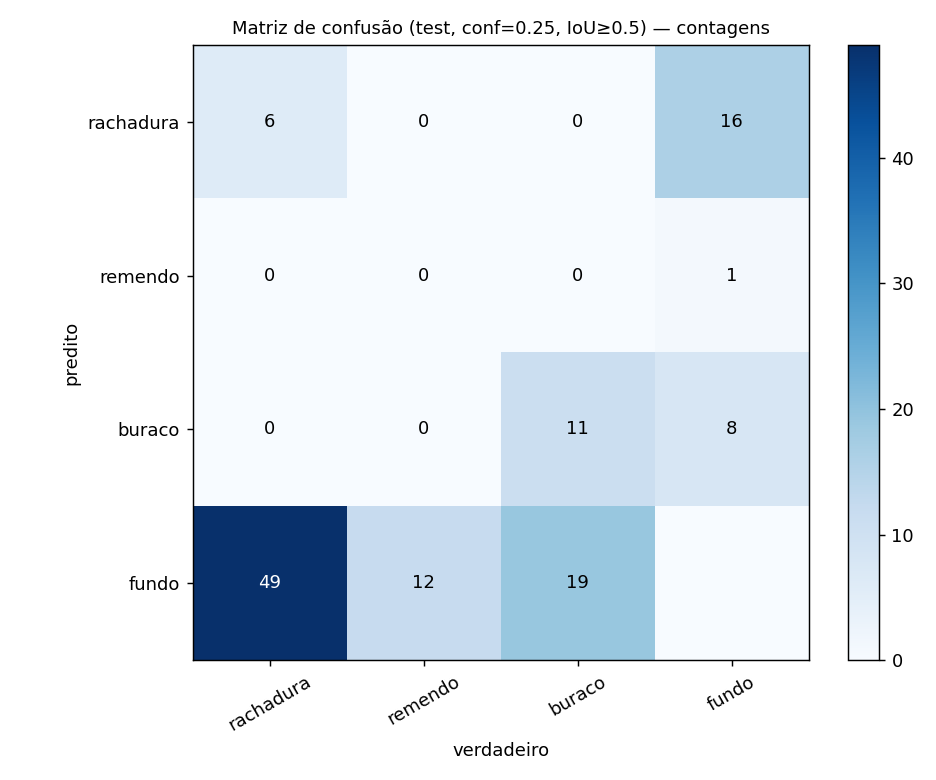 Matriz de confusão (test, conf=0.25, IoU≥0.5) — contagens
rachadura 6 0 0 16
remendo 0 0 0 1
buraco 0 0 11 8
fundo 49 12 19
rachadura remendo buraco fundo
verdadeiro
predito
40
30
20
10
0